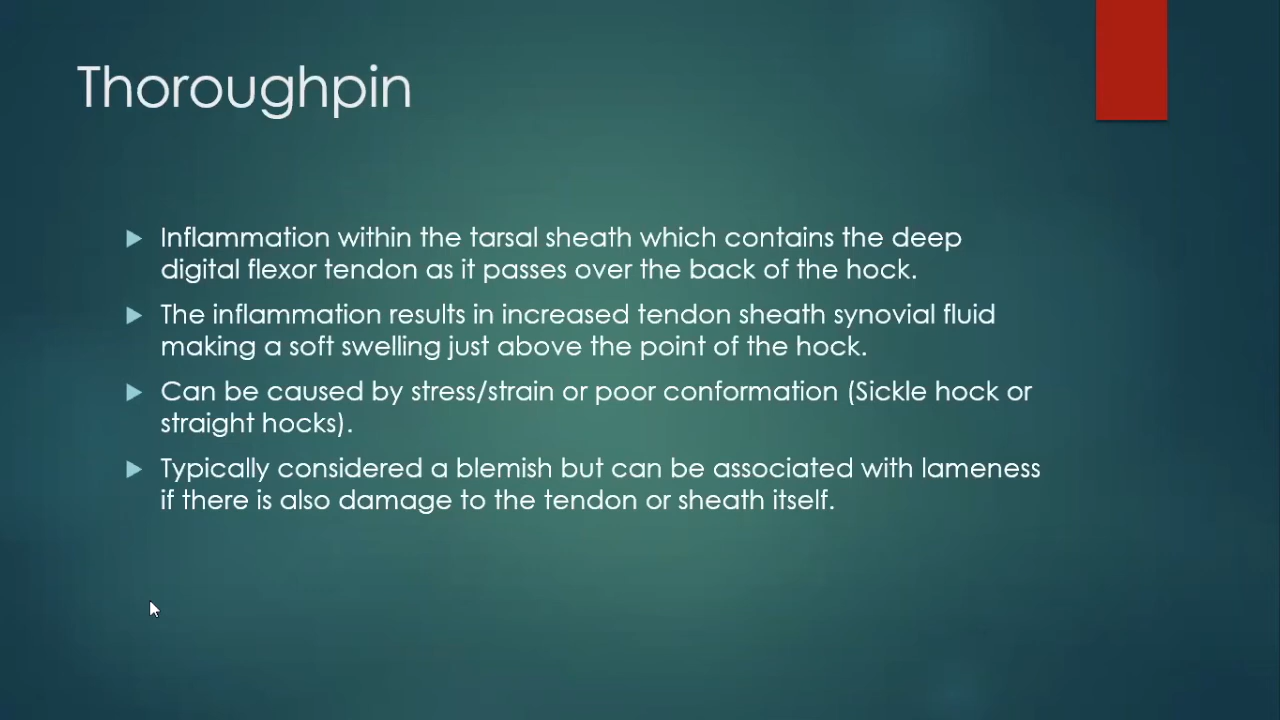 Thoroughpin
Inflammation within the tarsal sheath which contains the deep
digital flexor tendon as it passes over the back of the hock.
The inflammation results in increased tendon sheath synovial fluid
making a soft swelling just above the point of the hock.
Can be caused by stress/strain or poor conformation (Sickle hock or
straight hocks).
Typically considered a blemish but can be associated with lameness
if there is also damage to the tendon or sheath itself.